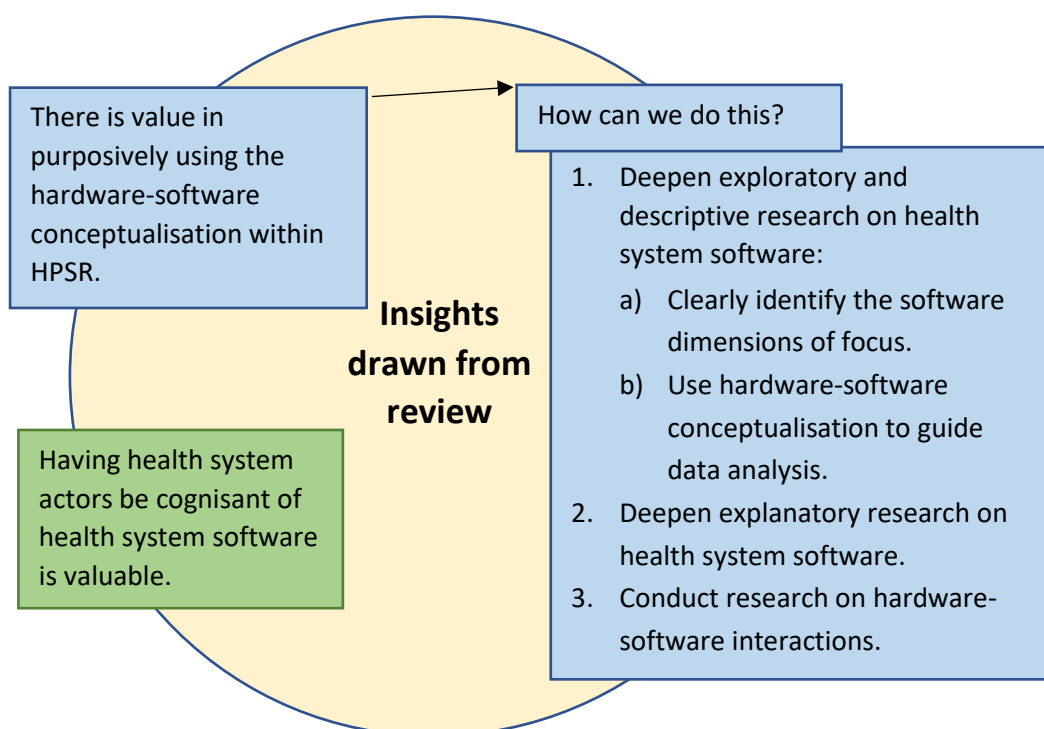 There is value in
purposively using the
hardware-software
conceptualisation within
HPSR.
How can we do this?
1. Deepen exploratory and
descriptive research on health
system software:
a) Clearly identify the software
dimensions of focus.
b) Use hardware-software
conceptualisation to guide
data analysis.
2. Deepen explanatory research on
health system software.
3. Conduct research on hardware-
software interactions.
Insights
drawn from
review
Having health system
actors be cognisant of
health system software
is valuable.